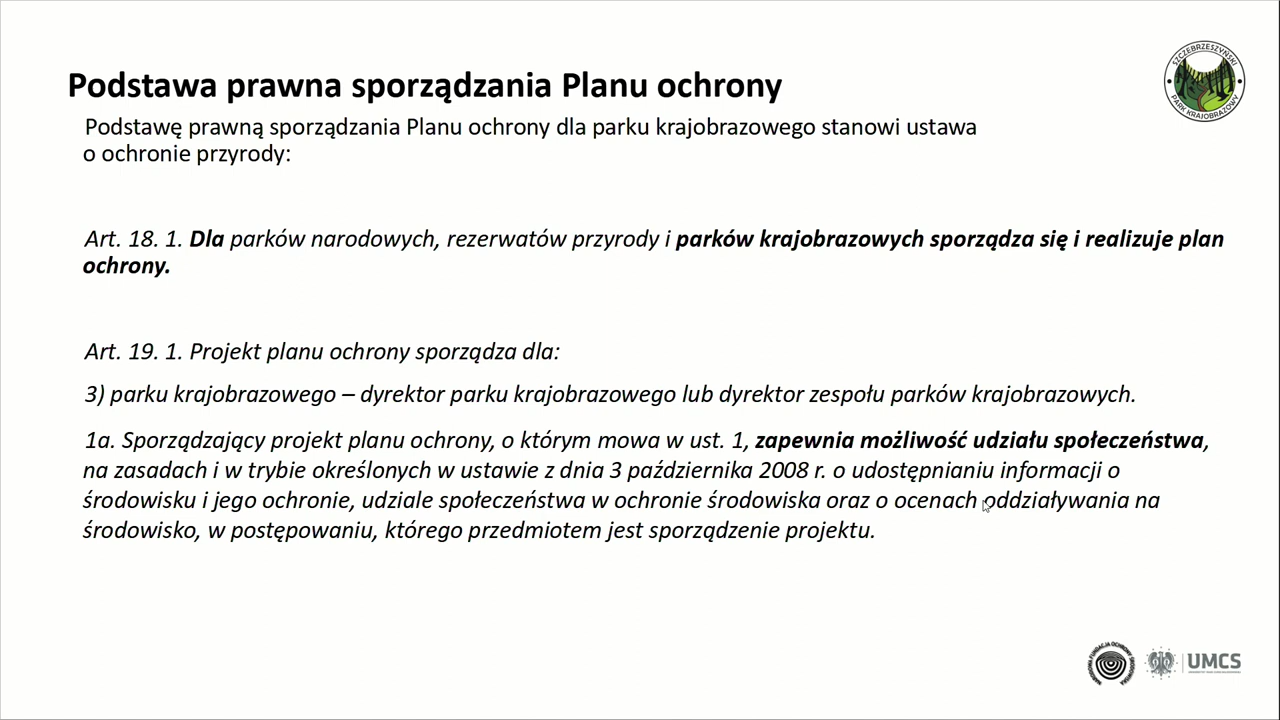 Podstawa prawna sporządzania Planu ochrony
SZCZEBRZESZYŃSKI
PARK KRAJOBRAZOWY
Podstawę prawną sporządzania Planu ochrony dla parku krajobrazowego stanowi ustawa
o ochronie przyrody:
Art. 18. 1. Dla parków narodowych, rezerwatów przyrody i parków krajobrazowych sporządza się i realizuje plan
ochrony.
Art. 19. 1. Projekt planu ochrony sporządza dla:
3) parku krajobrazowego – dyrektor parku krajobrazowego lub dyrektor zespołu parków krajobrazowych.
1a. Sporządzający projekt planu ochrony, o którym mowa w ust. 1, zapewnia możliwość udziału społeczeństwa,
na zasadach i w trybie określonych w ustawie z dnia 3 października 2008 r. o udostępnianiu informacji o
środowisku i jego ochronie, udziale społeczeństwa w ochronie środowiska oraz o ocenach oddziaływania na
środowisko, w postępowaniu, którego przedmiotem jest sporządzenie projektu.
NARODOWA FUNDACJA OCHRONY ŚRODOWISKA
UMCS